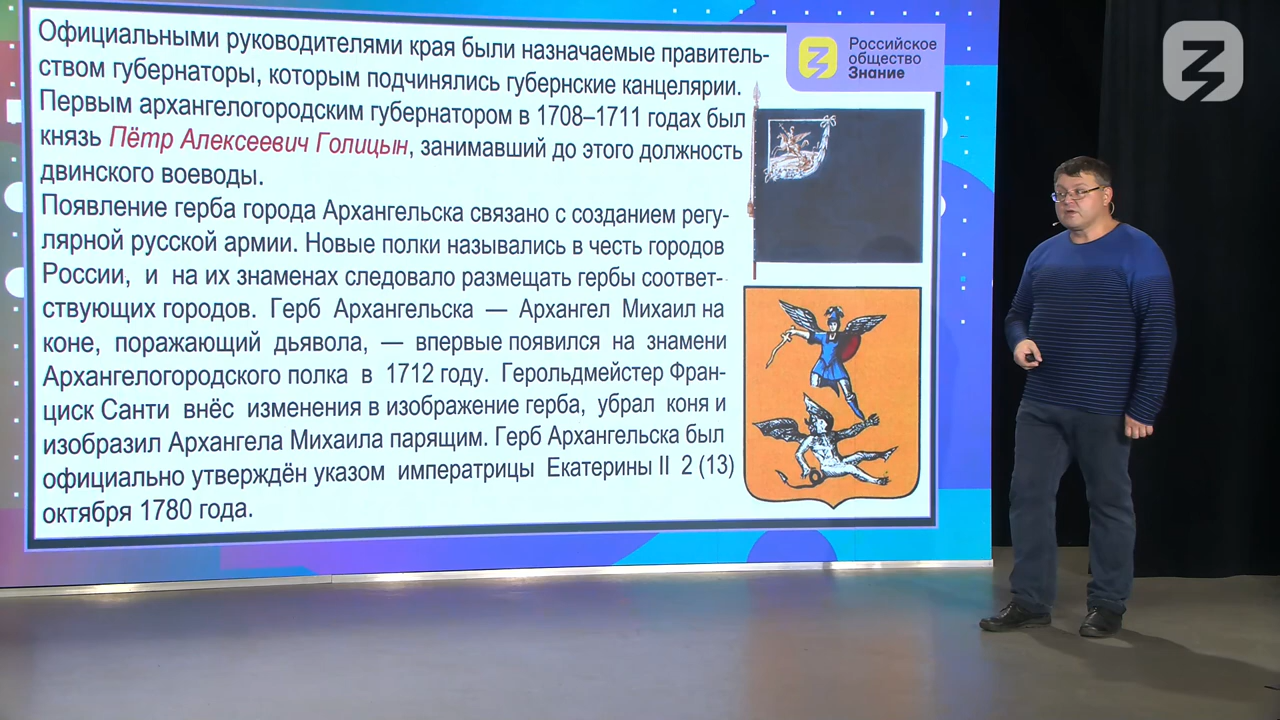 Официальными руководителями края были назначаемые правитель-
ством губернаторы, которым подчинялись губернские канцелярии.
Первым архангелогородским губернатором в 1708–1711 годах был
князь Пётр Алексеевич Голицын, занимавший до этого должность
двинского воеводы.
Появление герба города Архангельска связано с созданием регу-
лярной русской армии. Новые полки назывались в честь городов
России, и на их знаменах следовало размещать гербы соответ-
ствующих городов. Герб Архангельска — Архангел Михаил на
коне, поражающий дьявола, — впервые появился на знамени
Архангелогородского полка в 1712 году. Герольдмейстер Фран-
циск Санти внёс изменения в изображение герба, убрал коня и
изобразил Архангела Михаила парящим. Герб Архангельска был
официально утверждён указом императрицы Екатерины II 2 (13)
октября 1780 года.
Российское
общество
Знание